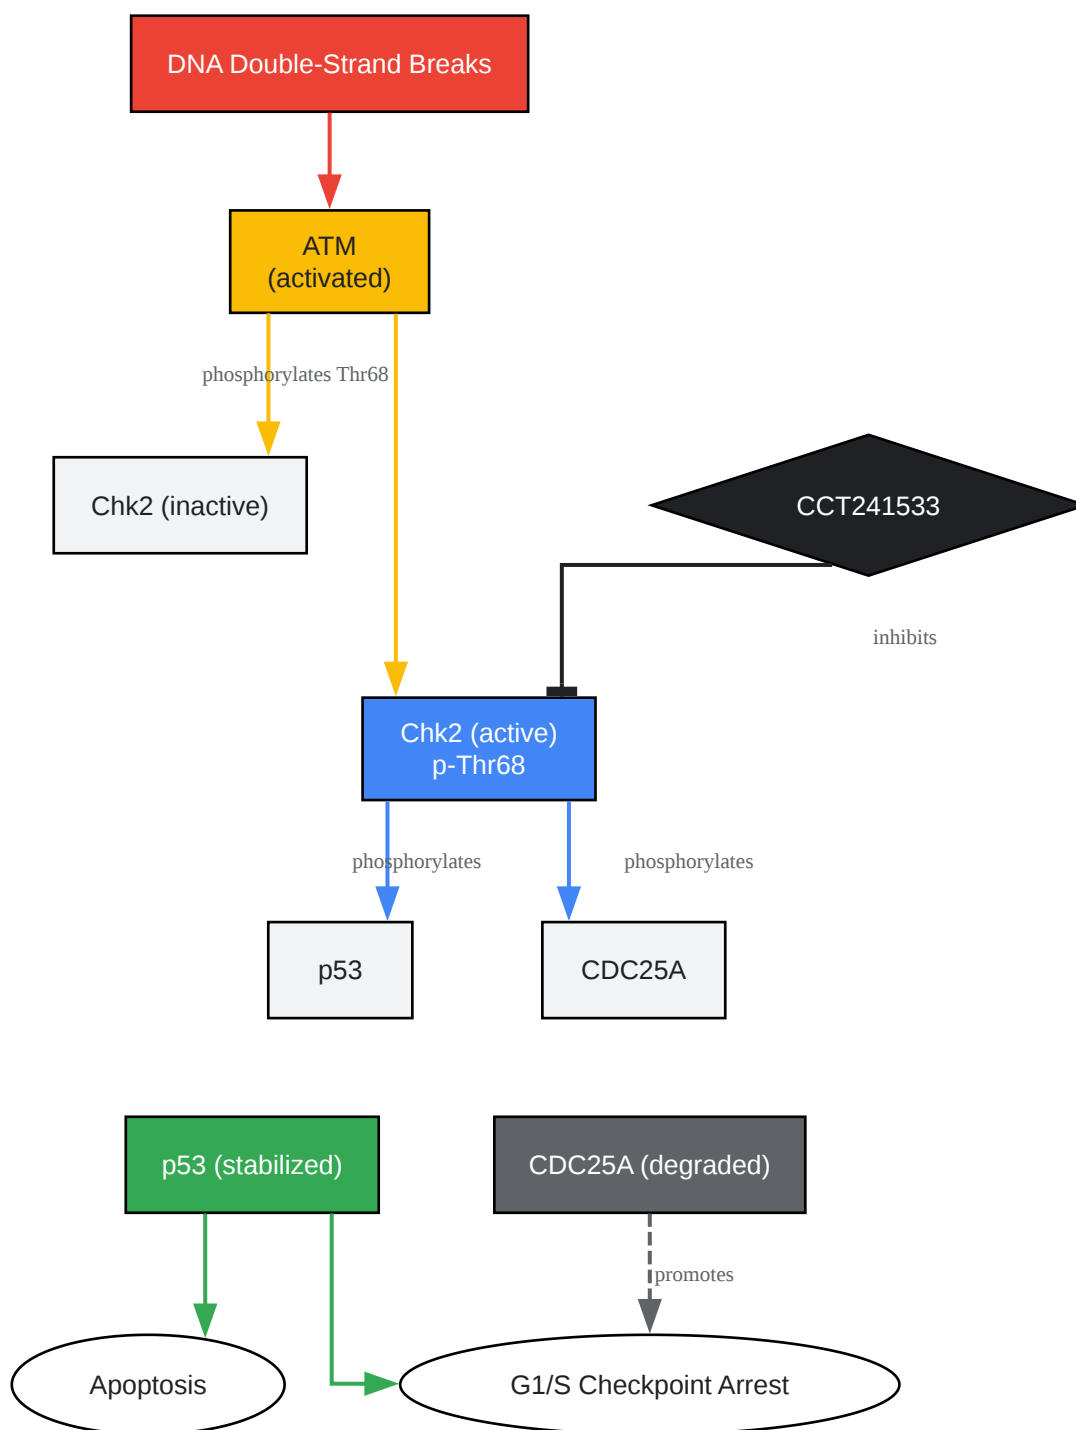 DNA Double-Strand Breaks
ATM
(activated)
phosphorylates Thr68
Chk2 (inactive)
CCT241533
inhibits
Chk2 (active)
p-Thr68
phosphorylates
phosphorylates
p53
CDC25A
p53 (stabilized)
CDC25A (degraded)
promotes
Apoptosis
G1/S Checkpoint Arrest